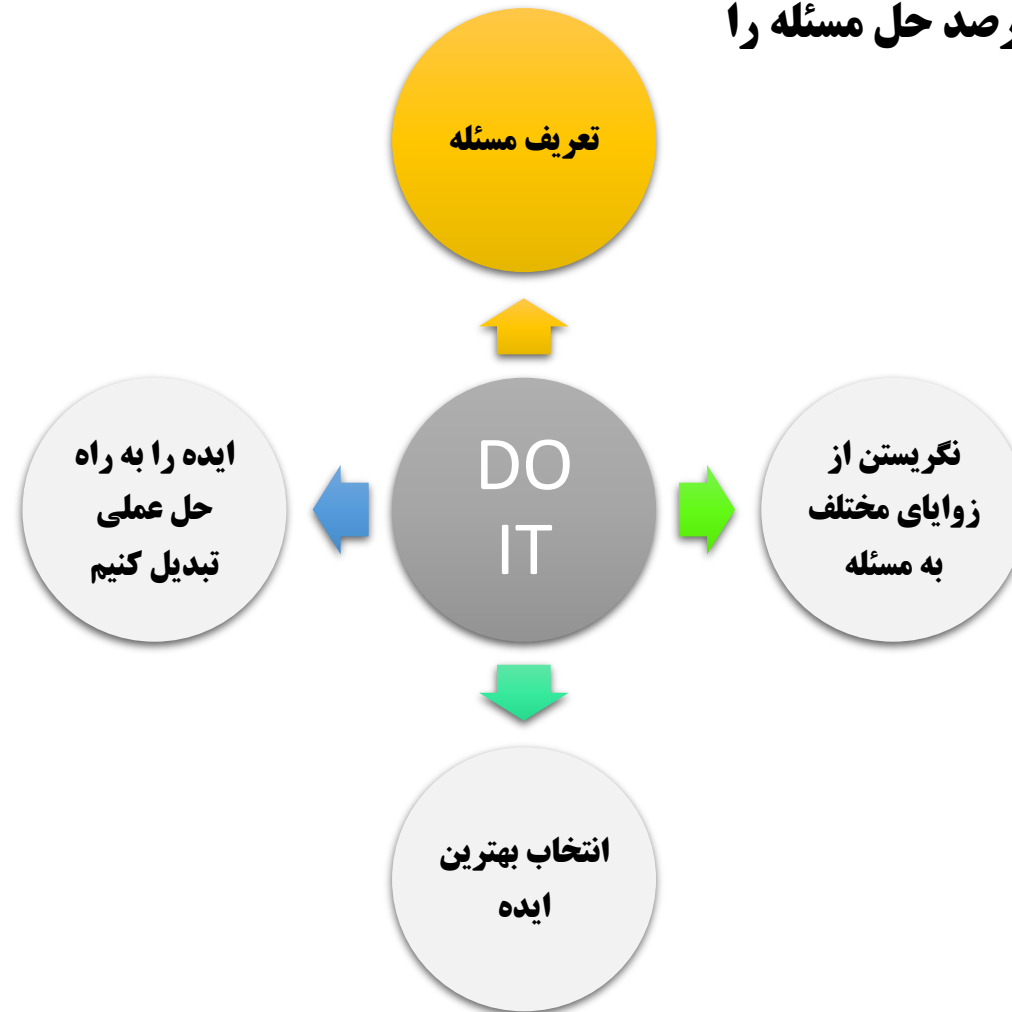 حل مسئله را
تعریف مسئله
DO
IT
نگریستن از
زوایای مختلف
به مسئله
انتخاب بهترین
ایده
ایده را به راه
حل عملی
تبدیل کنیم